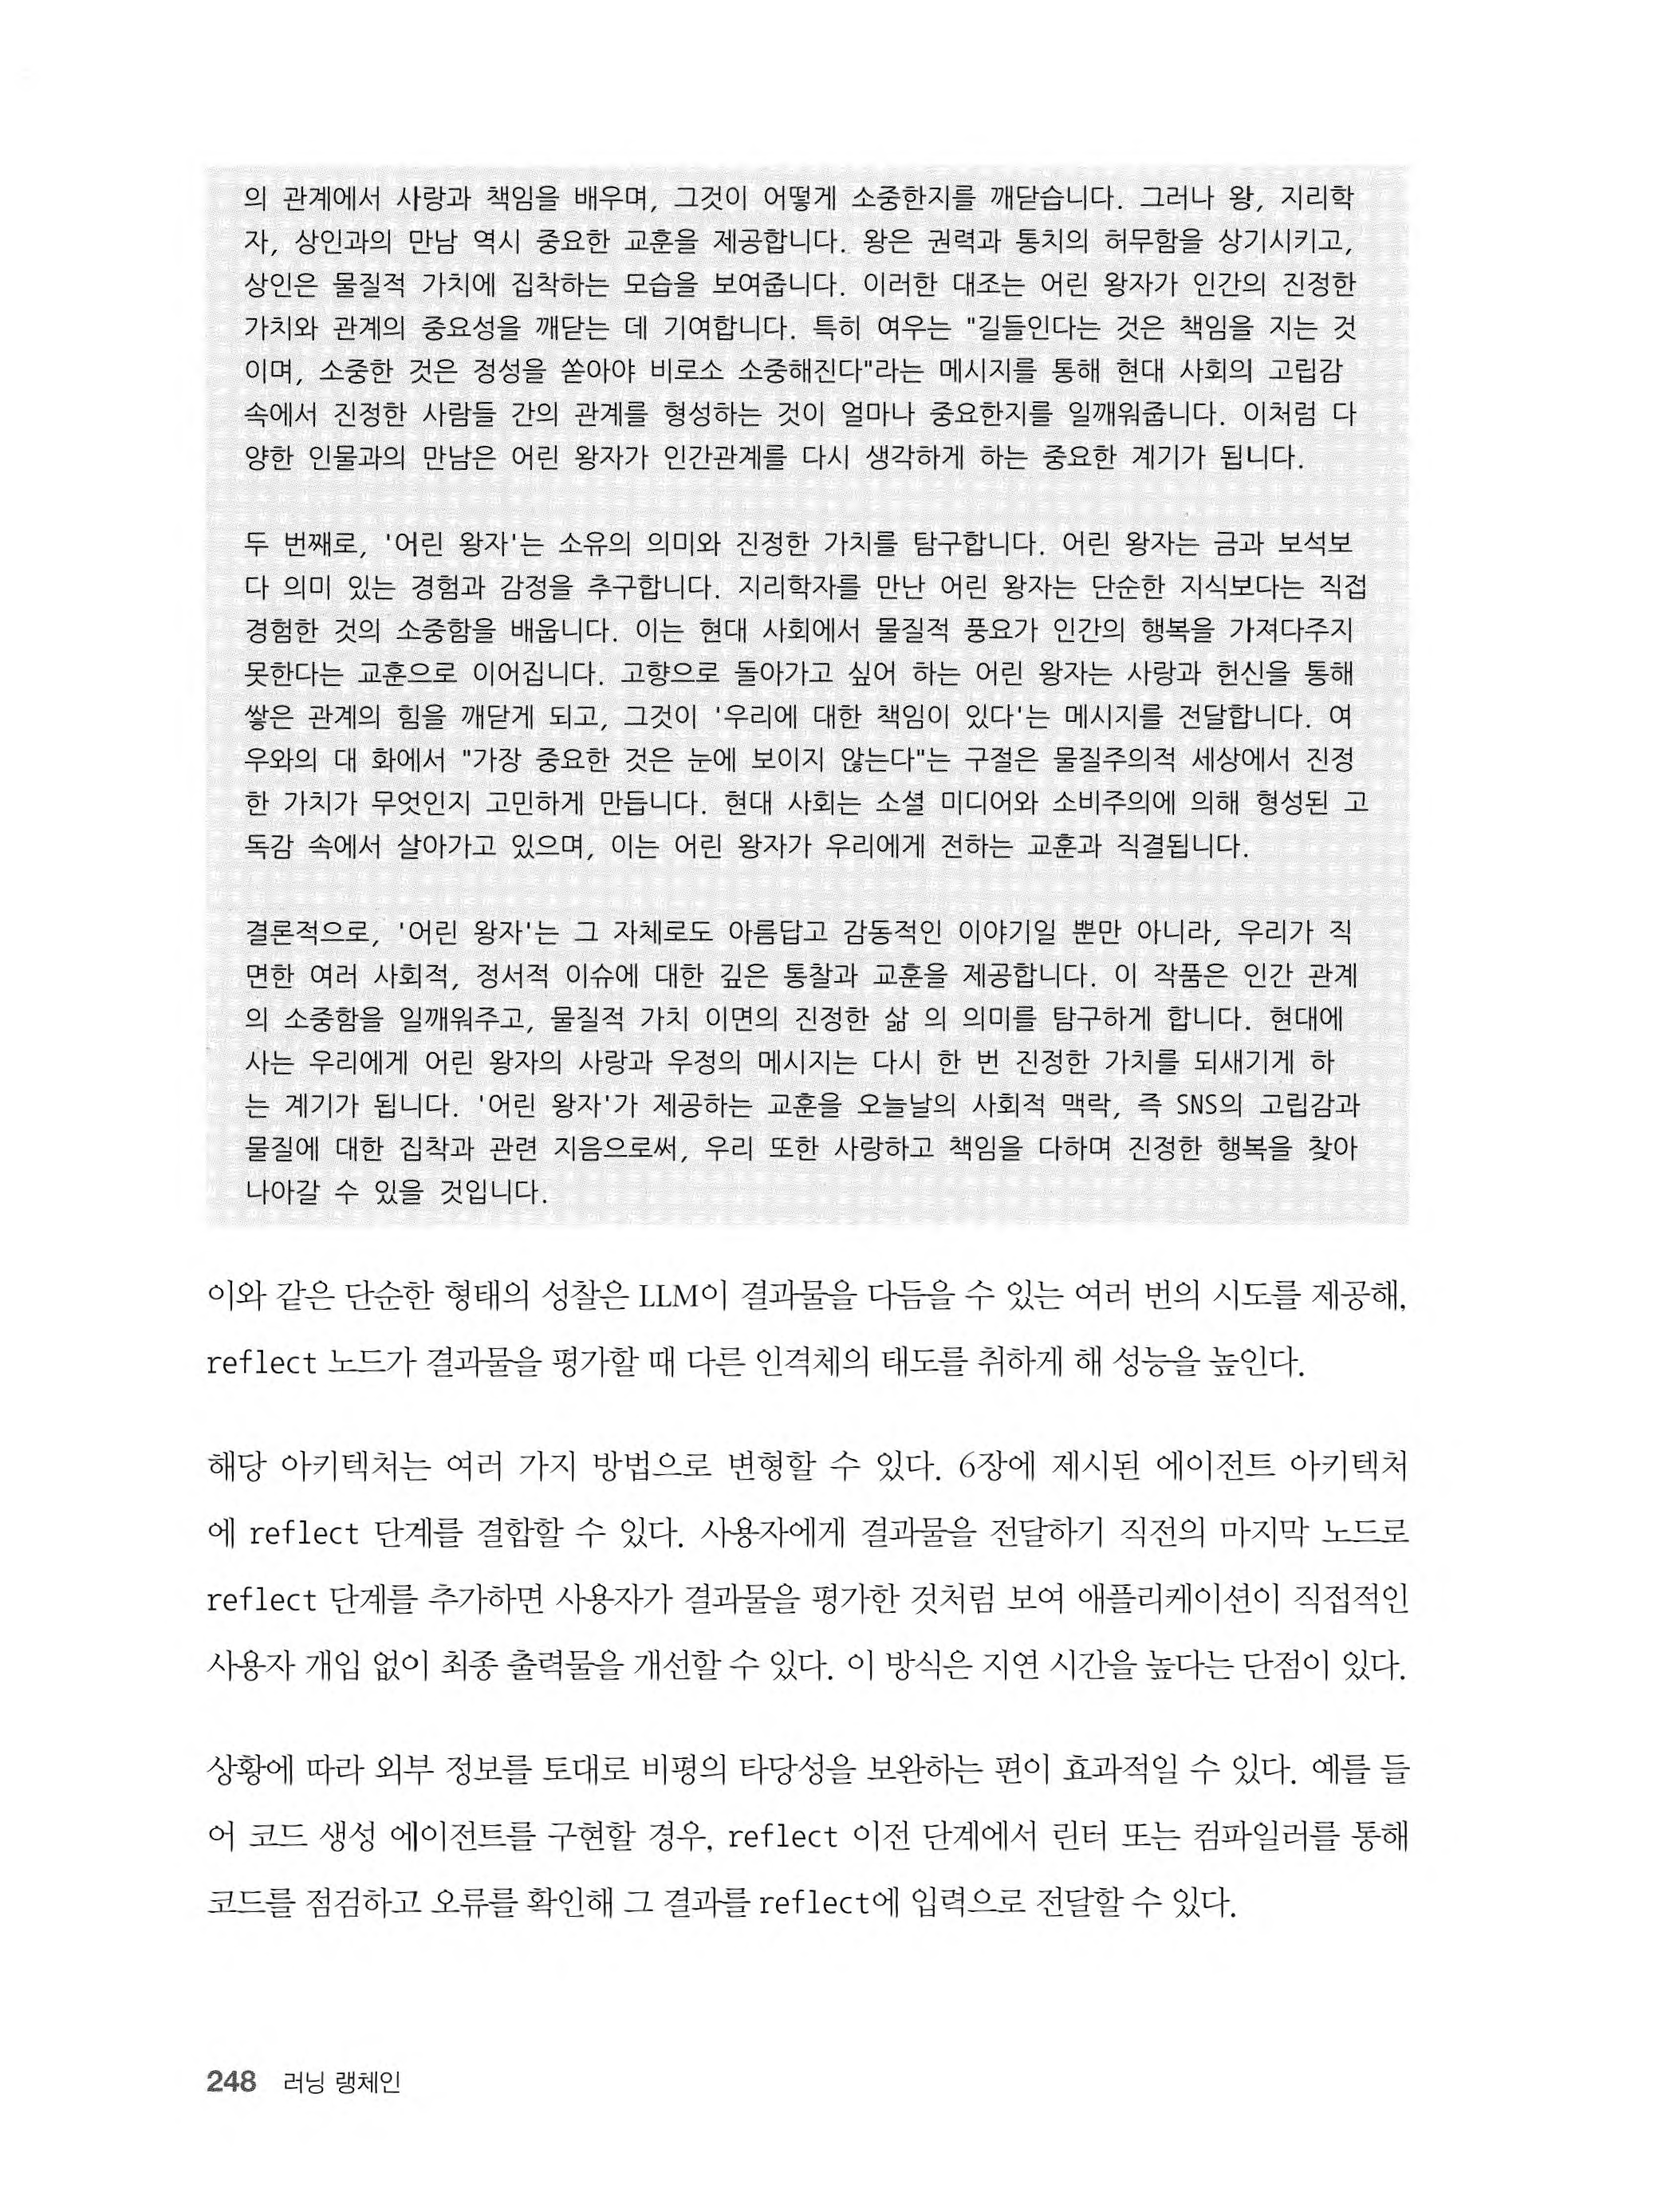 의 관계에서 사랑과 책임을 배우며, 그것이 어떻게 소중한지를 깨닫습니다. 그러나 왕, 지리학
자, 상인과의 만남 역시 중요한 교훈을 제공합니다. 왕은 권력과 통치의 허무함을 상기시키고,
상인은 물질적 가치에 집착하는 모습을 보여줍니다. 이러한 대조는 어린 왕자가 인간의 진정한
가치와 관계의 중요성을 깨닫는 데 기여합니다. 특히 여우는 "길들인다는 것은 책임을 지는 것
이며, 소중한 것은 정성을 쏟아야 비로소 소중해진다"라는 메시지를 통해 현대 사회의 고립감
속에서 진정한 사람들 간의 관계를 형성하는 것이 얼마나 중요한지를 일깨워줍니다. 이처럼 다
양한 인물과의 만남은 어린 왕자가 인간관계를 다시 생각하게 하는 중요한 계기가 됩니다.
두 번째로, '어린 왕자'는 소유의 의미와 진정한 가치를 탐구합니다. 어린 왕자는 금과 보석보
다 의미 있는 경험과 감정을 추구합니다. 지리학자를 만난 어린 왕자는 단순한 지식보다는 직접
경험한 것의 소중함을 배웁니다. 이는 현대 사회에서 물질적 풍요가 인간의 행복을 가져다주지
못한다는 교훈으로 이어집니다. 고향으로 돌아가고 싶어 하는 어린 왕자는 사랑과 헌신을 통해
쌓은 관계의 힘을 깨닫게 되고, 그것이 '우리에 대한 책임이 있다'는 메시지를 전달합니다. 여
우와의 대 화에서 "가장 중요한 것은 눈에 보이지 않는다"는 구절은 물질주의적 세상에서 진정
한 가치가 무엇인지 고민하게 만듭니다. 현대 사회는 소셜 미디어와 소비주의에 의해 형성된 고
독감 속에서 살아가고 있으며, 이는 어린 왕자가 우리에게 전하는 교훈과 직결됩니다.
결론적으로, '어린 왕자'는 그 자체로도 아름답고 감동적인 이야기일 뿐만 아니라, 우리가 직
면한 여러 사회적, 정서적 이슈에 대한 깊은 통찰과 교훈을 제공합니다. 이 작품은 인간 관계
의 소중함을 일깨워주고, 물질적 가치 이면의 진정한 삶 의 의미를 탐구하게 합니다. 현대에
사는 우리에게 어린 왕자의 사랑과 우정의 메시지는 다시 한 번 진정한 가치를 되새기게 하
는 계기가 됩니다. '어린 왕자'가 제공하는 교훈을 오늘날의 사회적 맥락, 즉 SNS의 고립감과
물질에 대한 집착과 관련 지음으로써, 우리 또한 사랑하고 책임을 다하며 진정한 행복을 찾아
나아갈 수 있을 것입니다.
이와 같은 단순한 형태의 성찰은 LLM이 결과물을 다듬을 수 있는 여러 번의 시도를 제공해,
reflect 노드가 결과물을 평가할 때 다른 인격체의 태도를 취하게 해 성능을 높인다.
해당 아키텍처는 여러 가지 방법으로 변형할 수 있다. 6장에 제시된 에이전트 아키텍처
에 reflect 단계를 결합할 수 있다. 사용자에게 결과물을 전달하기 직전의 마지막 노드로
reflect 단계를 추가하면 사용자가 결과물을 평가한 것처럼 보여 애플리케이션이 직접적인
사용자 개입 없이 최종 출력물을 개선할 수 있다. 이 방식은 지연 시간을 높다는 단점이 있다.
상황에 따라 외부 정보를 토대로 비평의 타당성을 보완하는 편이 효과적일 수 있다. 예를 들
어 코드 생성 에이전트를 구현할 경우, reflect 이전 단계에서 린터 또는 컴파일러를 통해
코드를 점검하고 오류를 확인해 그 결과를 reflect에 입력으로 전달할 수 있다.
248 러닝 랭체인